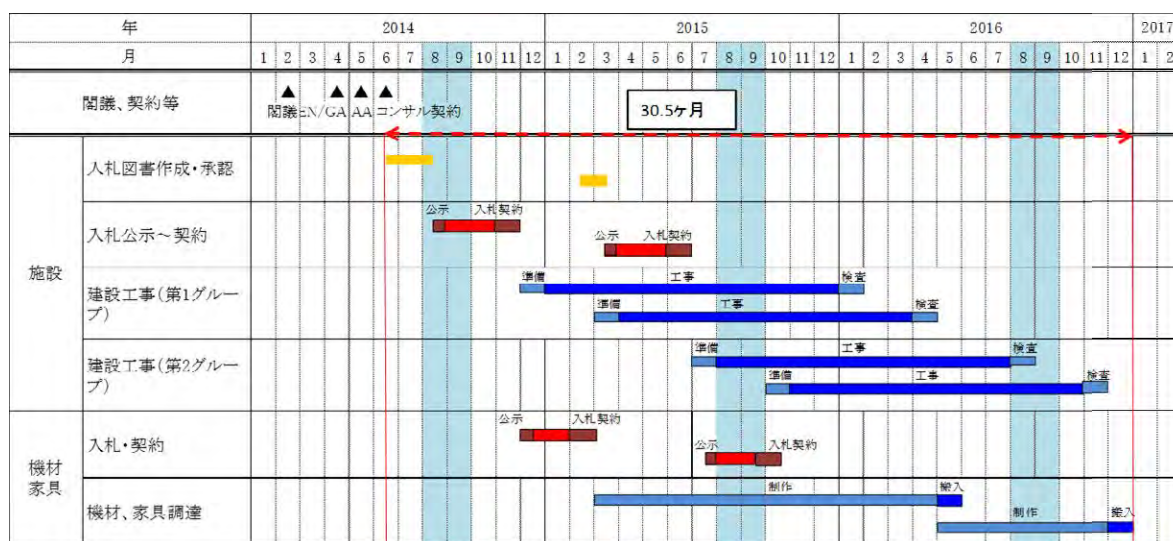 年 2014 2015 2016 2017
月 1 2 3 4 5 6 7 8 9 10 11 12 1 2 3 4 5 6 7 8 9 10 11 12 1 2 3 4 5 6 7 8 9 10 11 12 1 2
閣議、契約等 ▲ ▲ ▲ ▲
閣議 EN/GA AA コンサル契約
30.5ヶ月
施設
入札図書作成・承認
入札公示～契約
公示 入札契約
公示 入札契約
建設工事(第1グループ)
準備 工事 検査
準備 工事 検査
建設工事(第2グループ)
準備 工事 検査
準備 工事 検査
機材
家具
入札・契約
公示 入札契約
公示 入札契約
機材、家具調達
制作 搬入
制作 搬入